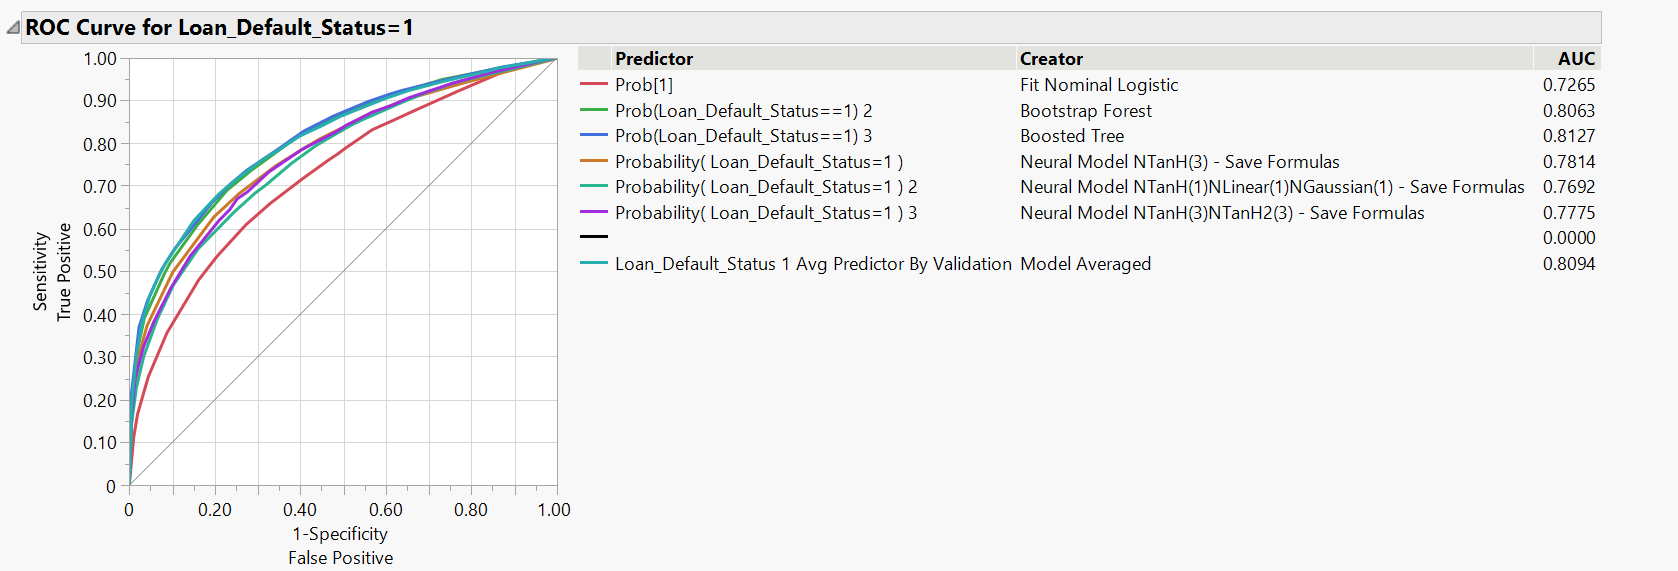 ROC Curve for Loan_Default_Status=1
Predictor Creator AUC
Prob[1] Fit Nominal Logistic 0.7265
Prob(Loan_Default_Status==1) 2 Bootstrap Forest 0.8063
Prob(Loan_Default_Status==1) 3 Boosted Tree 0.8127
Probability( Loan_Default_Status=1 ) Neural Model NTanH(3) - Save Formulas 0.7814
Probability( Loan_Default_Status=1 ) 2 Neural Model NTanH(1)NLinear(1)NGaussian(1) - Save Formulas 0.7692
Probability( Loan_Default_Status=1 ) 3 Neural Model NTanH(3)NTanH2(3) - Save Formulas 0.7775
0.0000
Loan_Default_Status 1 Avg Predictor By Validation Model Averaged 0.8094
Sensitivity
True Positive
1.00
0.90
0.80
0.70
0.60
0.50
0.40
0.30
0.20
0.10
0
0 0.20 0.40 0.60 0.80 1.00
1-Specificity
False Positive